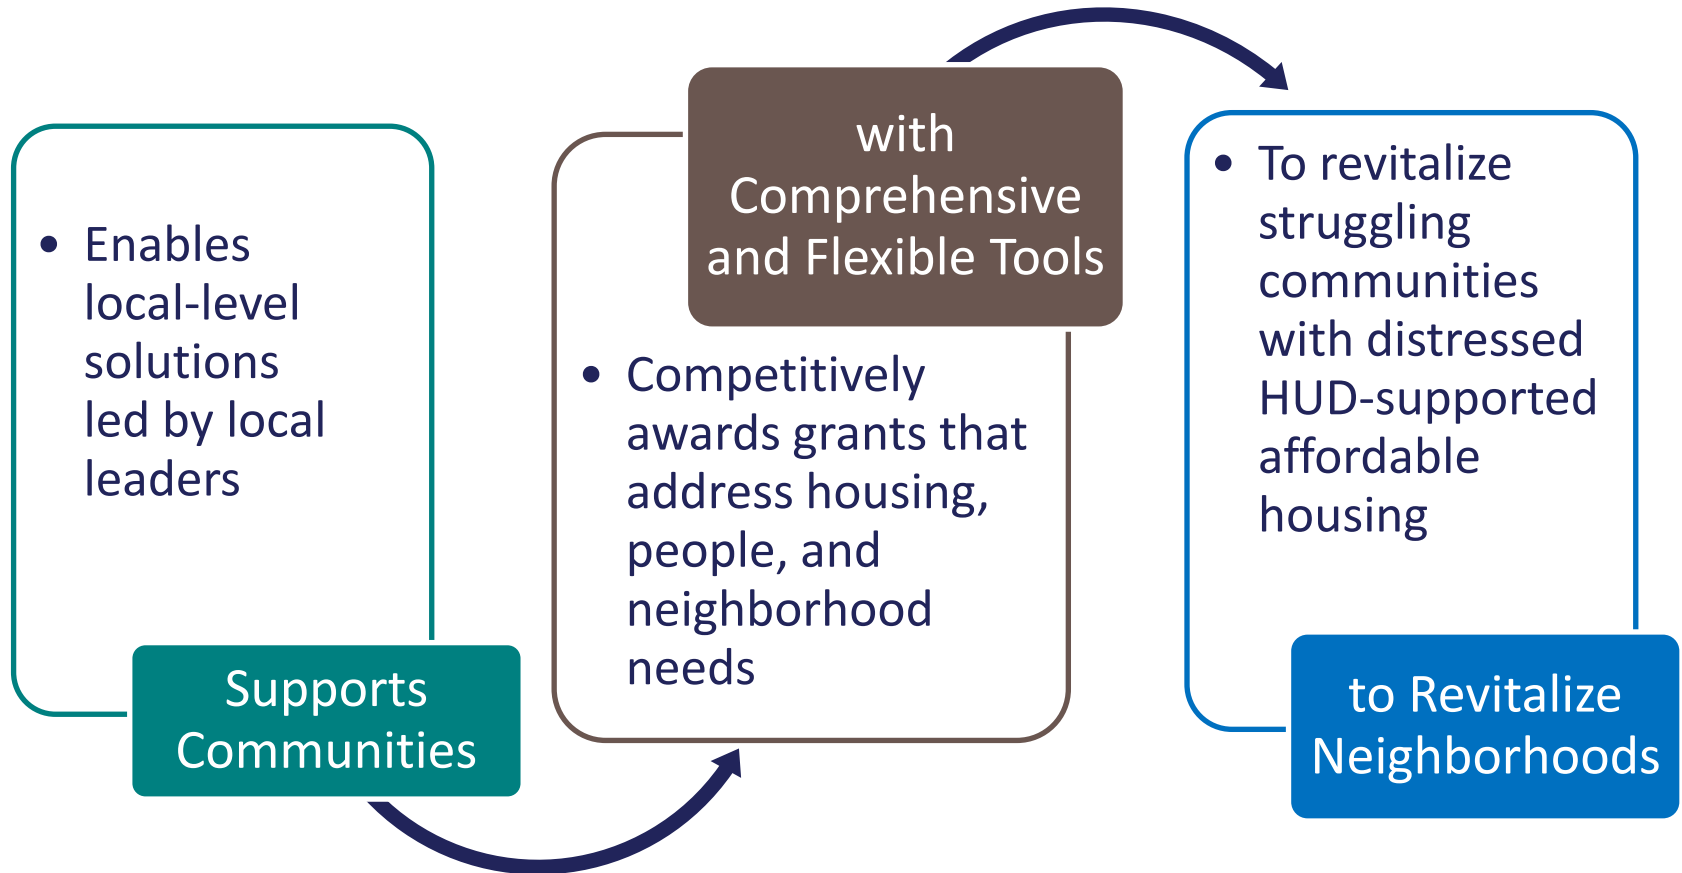 • Enables
local-level
solutions
led by local
leaders
Supports
Communities
with
Comprehensive
and Flexible Tools
• Competitively
awards grants that
address housing,
people, and
neighborhood
needs
• To revitalize
struggling
communities
with distressed
HUD-supported
affordable
housing
to Revitalize
Neighborhoods